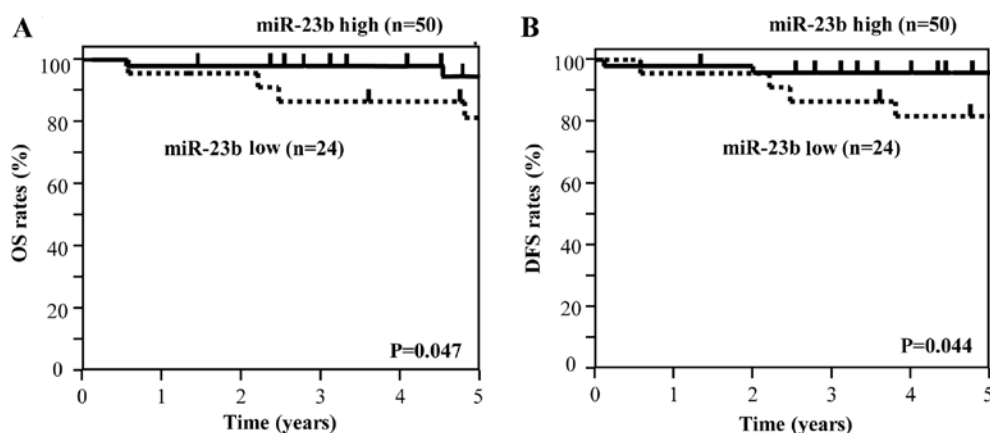 A
miR-23b high (n=50)
OS rates (%)
100
80
60
40
20
0
miR-23b low (n=24)
P=0.047
0 1 2 3 4 5
Time (years)
B
miR-23b high (n=50)
DFS rates (%)
100
80
60
40
20
0
miR-23b low (n=24)
P=0.044
0 1 2 3 4 5
Time (years)